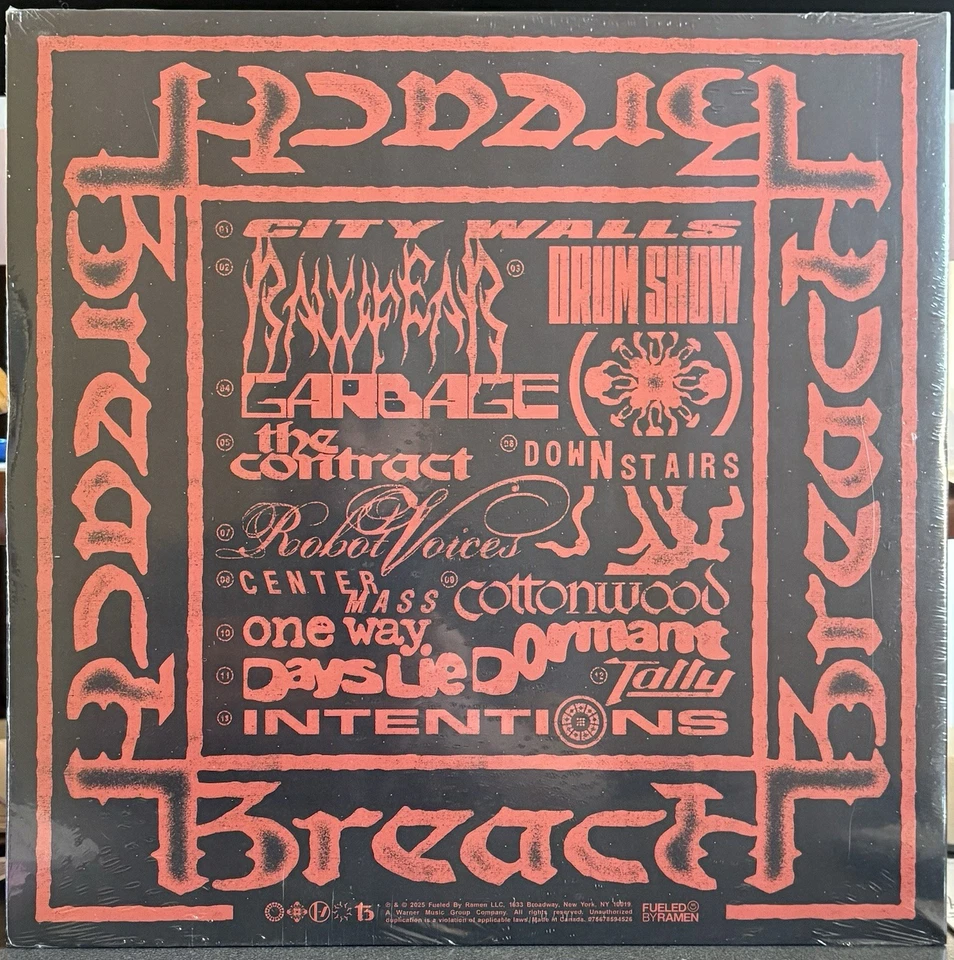 Breach
Breach
Breach
01 CITY WALLS
02 RAWFEAR
03 DRUM SHOW
04 GARBAGE
05 the contract
06 DOWNSTAIRS
07 Robot Voices
08 CENTER MASS
09 cottonwood
10 one way.
11 Days Lie Dormant
12 Tally
13 INTENTIONS
Breach
℗ & © 2025 Fueled By Ramen LLC, 1633 Broadway, New York, NY 10019
A Warner Music Group Company. All rights reserved. Unauthorized
duplication is a violation of applicable laws. Made in Canada. 075678594526
FUELED
BY RAMEN